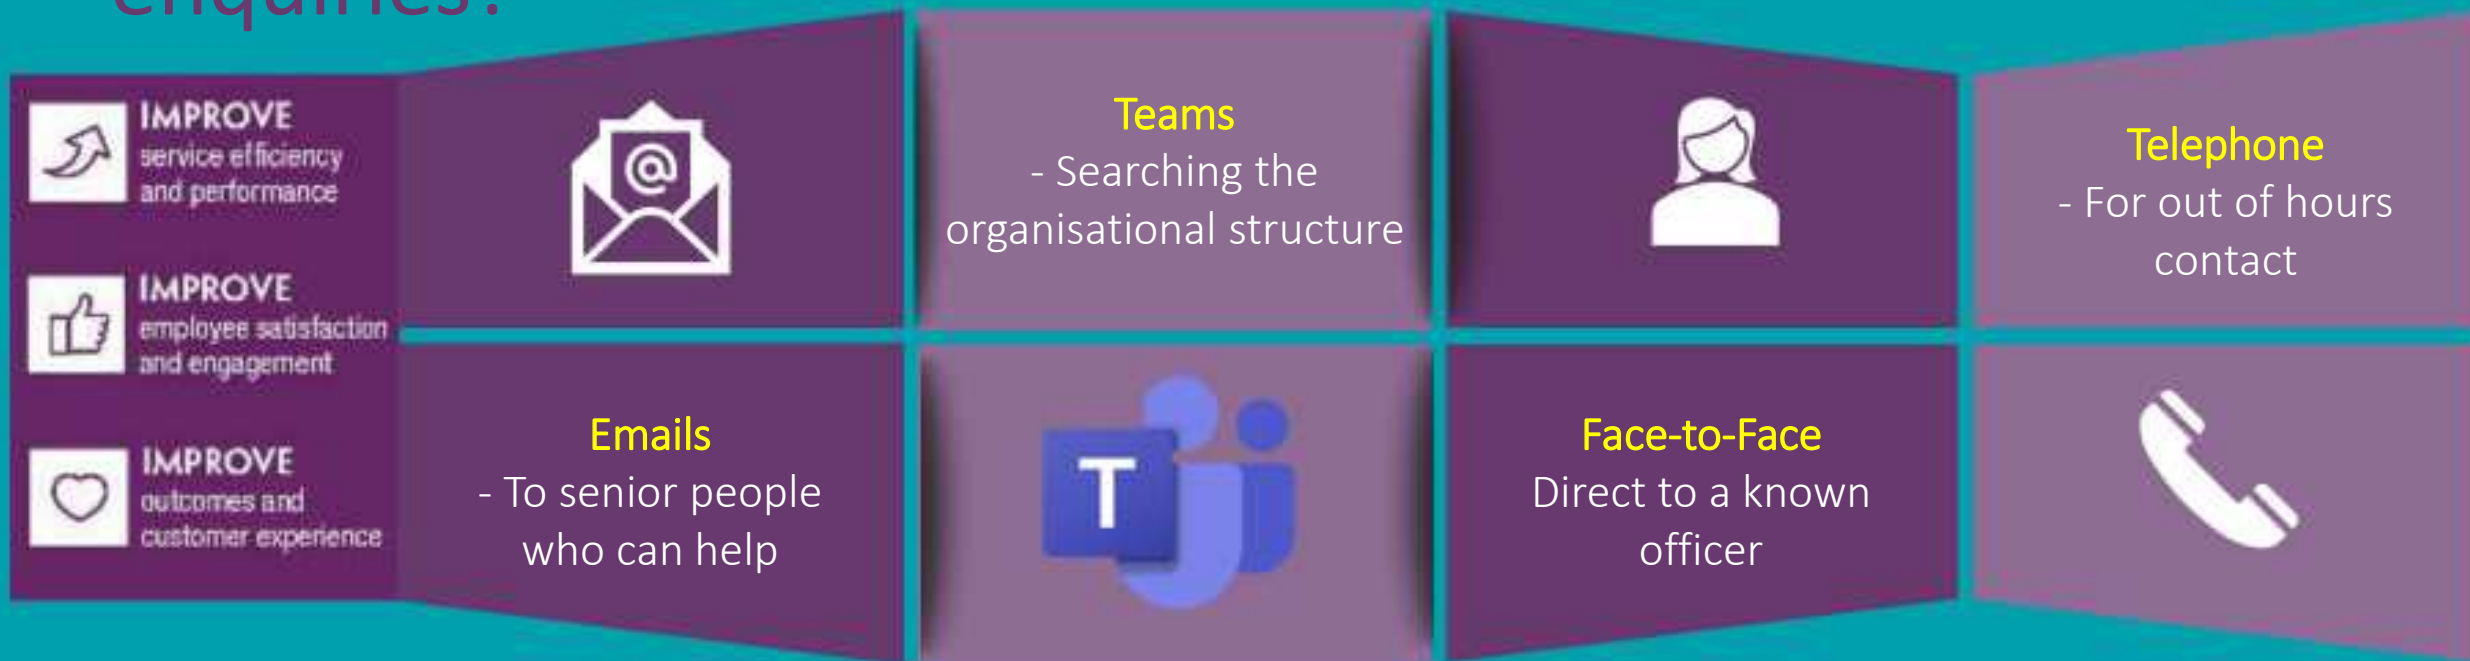 enquiries?
IMPROVE
service efficiency
and performance
IMPROVE
employee satisfaction
and engagement
IMPROVE
outcomes and
customer experience
@
Emails
- To senior people
who can help
Teams
- Searching the
organisational structure
T
Face-to-Face
Direct to a known
officer
Telephone
- For out of hours
contact